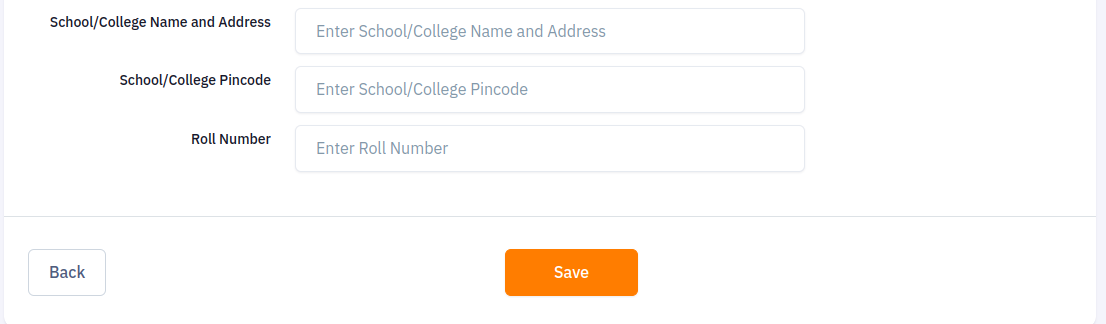 School/College Name and Address
Enter School/College Name and Address
School/College Pincode
Enter School/College Pincode
Roll Number
Enter Roll Number
Back
Save